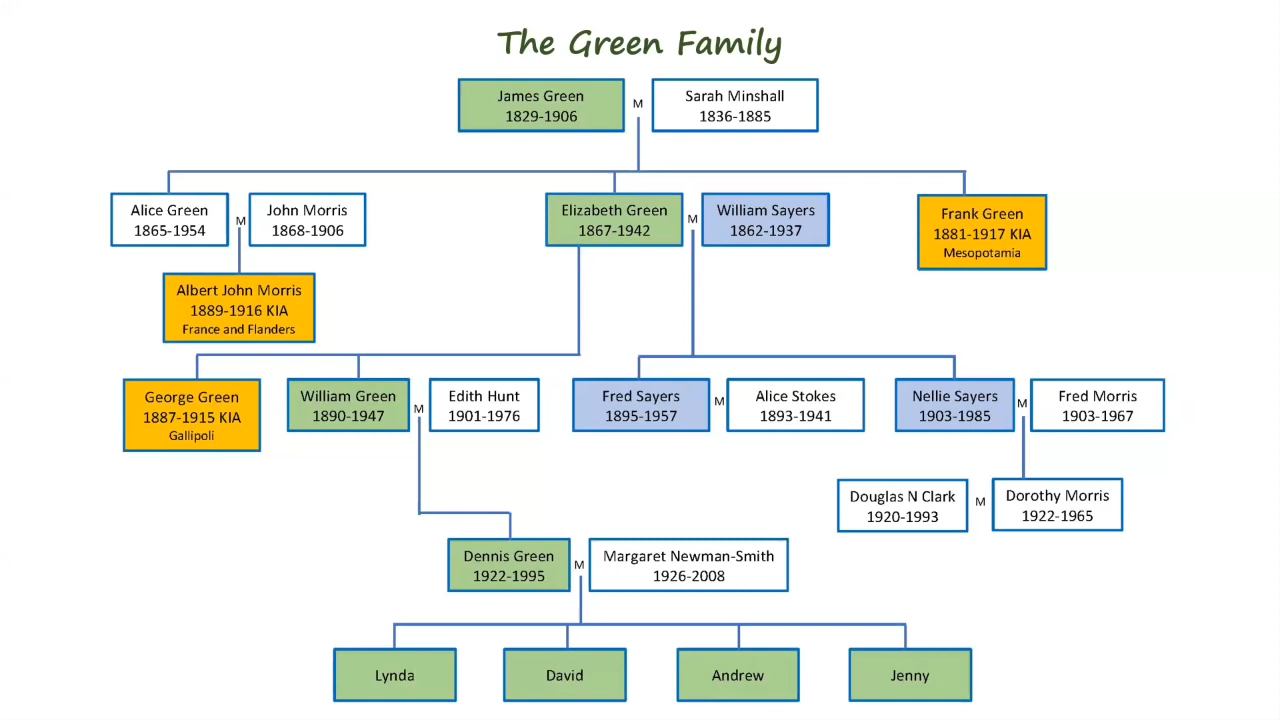 The Green Family
James Green
1829-1906
M
Sarah Minshall
1836-1885
Alice Green
1865-1954
M
John Morris
1868-1906
Elizabeth Green
1867-1942
M
William Sayers
1862-1937
Frank Green
1881-1917 KIA
Mesopotamia
Albert John Morris
1889-1916 KIA
France and Flanders
George Green
1887-1915 KIA
Gallipoli
William Green
1890-1947
M
Edith Hunt
1901-1976
Fred Sayers
1895-1957
M
Alice Stokes
1893-1941
Nellie Sayers
1903-1985
M
Fred Morris
1903-1967
Douglas N Clark
1920-1993
M
Dorothy Morris
1922-1965
Dennis Green
1922-1995
M
Margaret Newman-Smith
1926-2008
Lynda
David
Andrew
Jenny